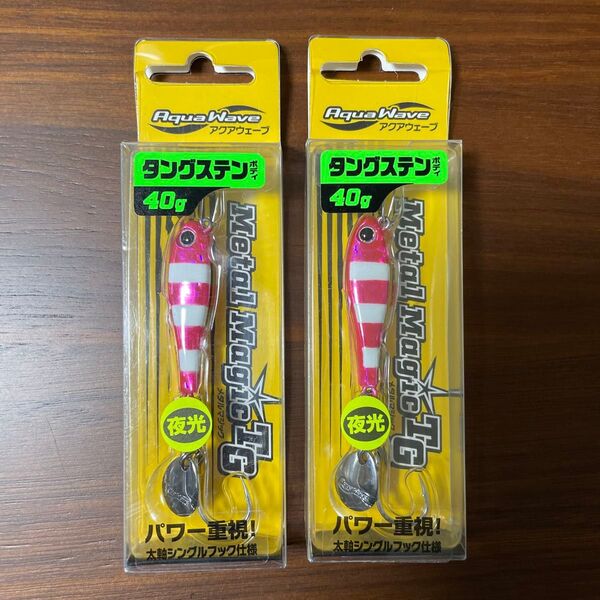 Aqua Wave
アクアウェーブ
タングステンボディ
40g
Metal Magic TG
メタルマジック
夜光
パワー重視!
太軸シングルフック仕様
Aqua Wave
アクアウェーブ
タングステンボディ
40g
Metal Magic TG
メタルマジック
夜光
パワー重視!
太軸シングルフック仕様